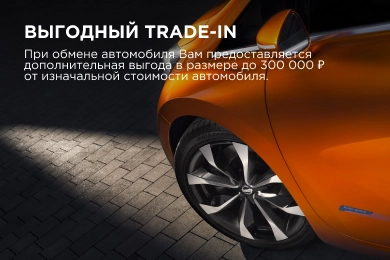 ВЫГОДНЫЙ TRADE-IN
При обмене автомобиля Вам предоставляется
дополнительная выгода в размере до 300 000 ₽
от изначальной стоимости автомобиля.